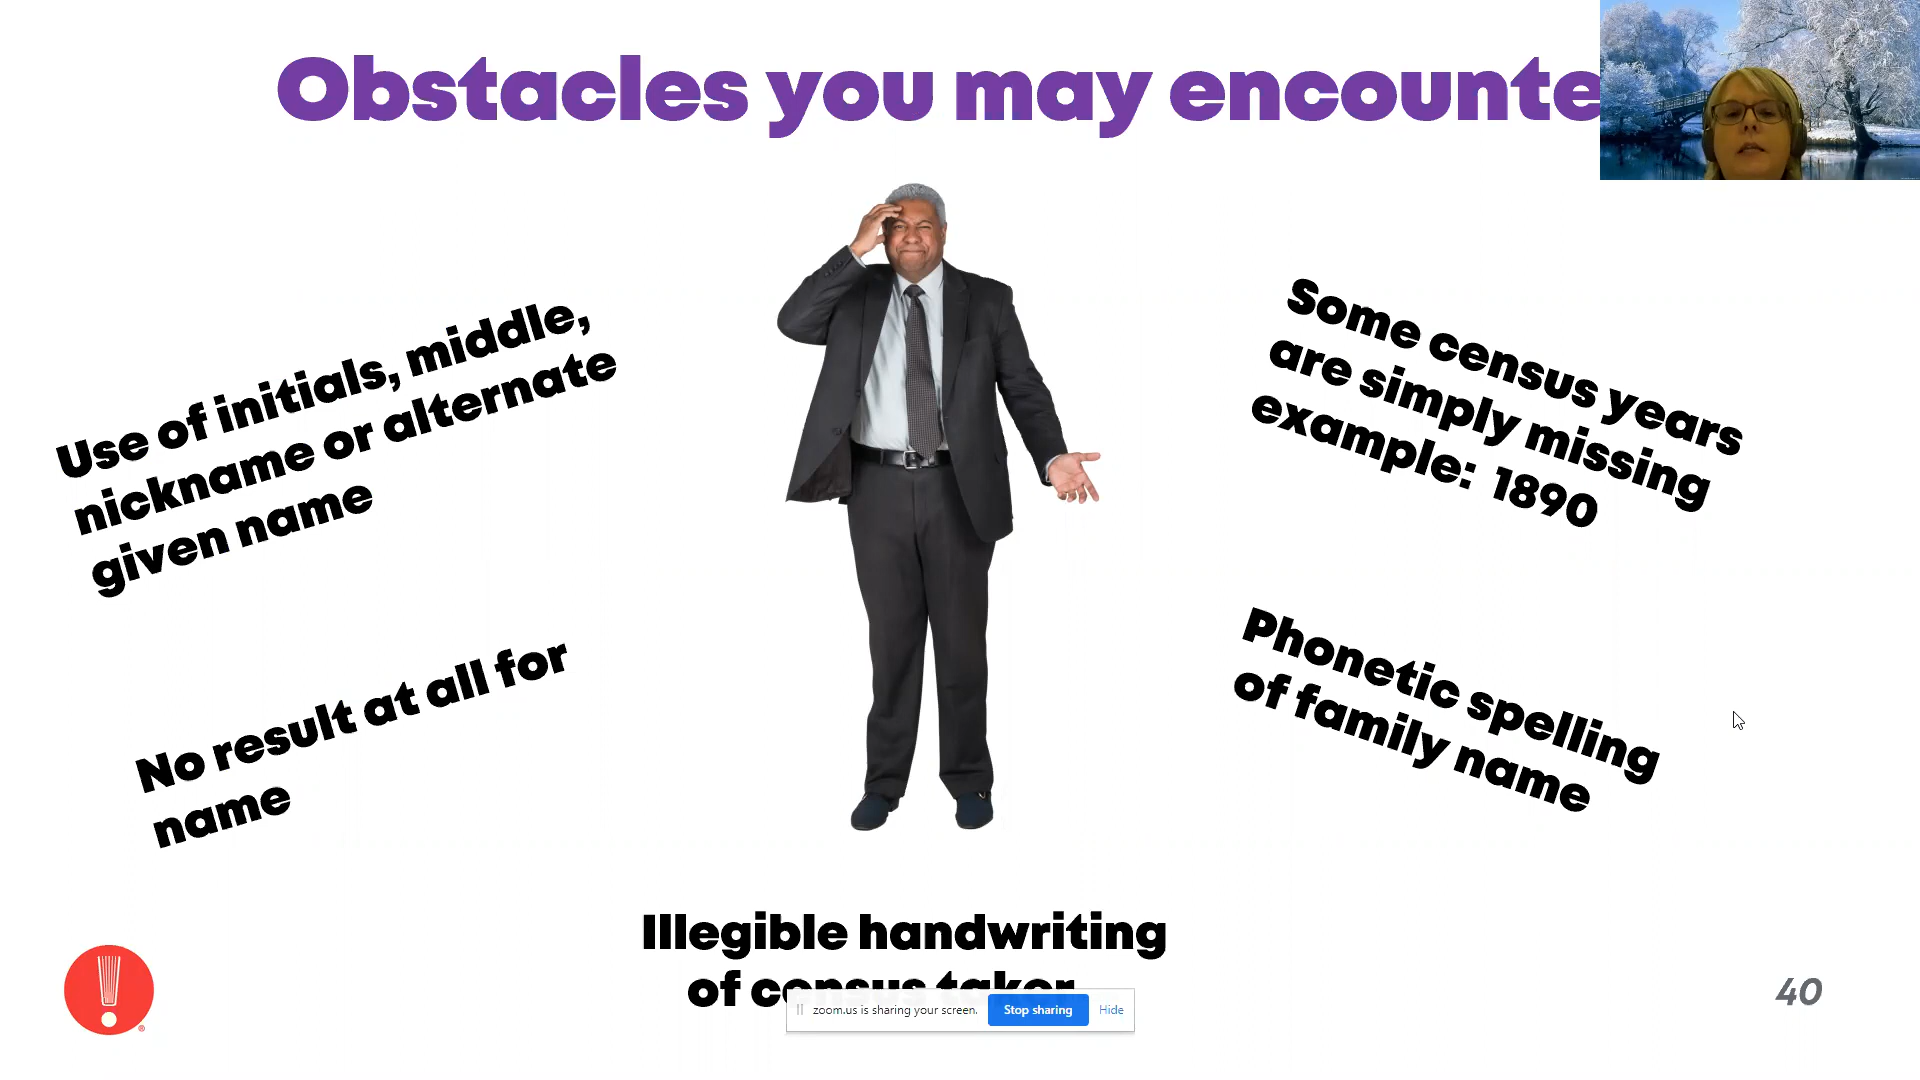 Obstacles you may encounte
Use of initials, middle,
nickname or alternate
given name
Some census years
are simply missing
example: 1890
No result at all for
name
Phonetic spelling
of family name
Illegible handwriting
of census taker
zoom.us is sharing your screen.
Stop sharing
Hide
40